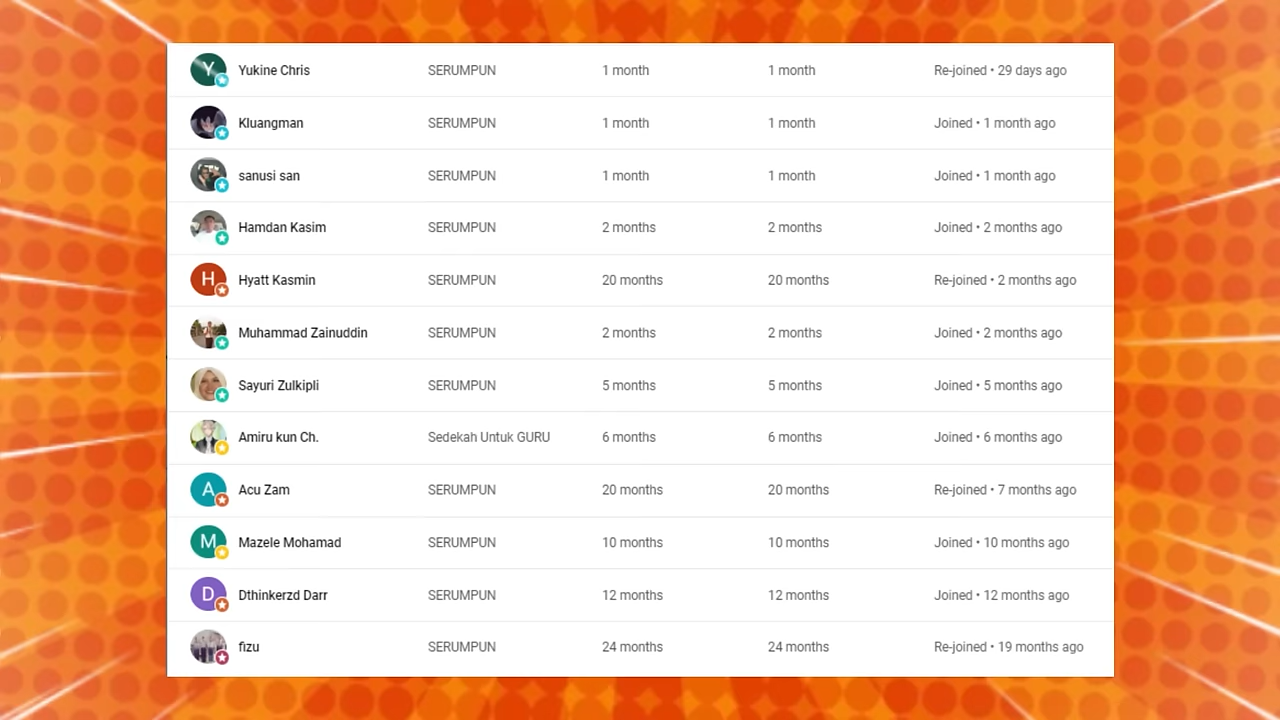 Y Yukine Chris SERUMPUN 1 month 1 month Re-joined • 29 days ago
Kluangman SERUMPUN 1 month 1 month Joined • 1 month ago
sanusi san SERUMPUN 1 month 1 month Joined • 1 month ago
Hamdan Kasim SERUMPUN 2 months 2 months Joined • 2 months ago
H Hyatt Kasmin SERUMPUN 20 months 20 months Re-joined • 2 months ago
Muhammad Zainuddin SERUMPUN 2 months 2 months Joined • 2 months ago
Sayuri Zulkipli SERUMPUN 5 months 5 months Joined • 5 months ago
Amiru kun Ch. Sedekah Untuk GURU 6 months 6 months Joined • 6 months ago
A Acu Zam SERUMPUN 20 months 20 months Re-joined • 7 months ago
M Mazele Mohamad SERUMPUN 10 months 10 months Joined • 10 months ago
D Dthinkerzd Darr SERUMPUN 12 months 12 months Joined • 12 months ago
fizu SERUMPUN 24 months 24 months Re-joined • 19 months ago